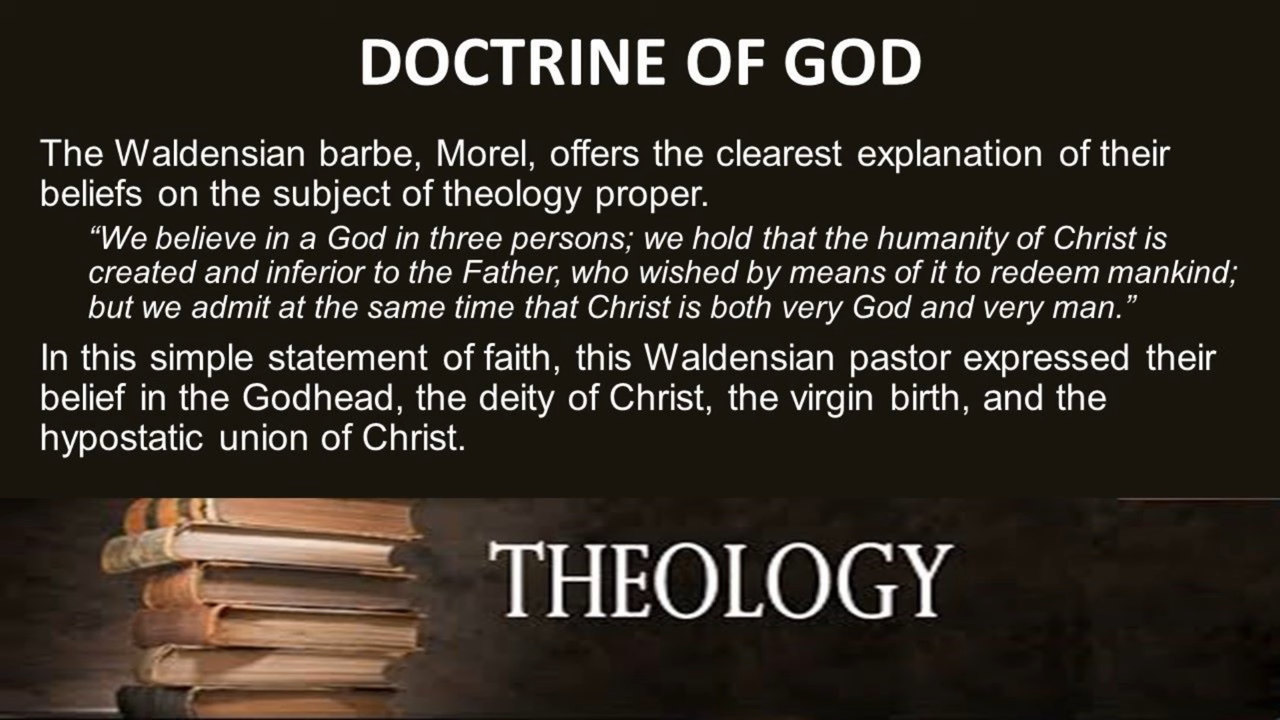 DOCTRINE OF GOD
The Waldensian barbe, Morel, offers the clearest explanation of their
beliefs on the subject of theology proper.
“We believe in a God in three persons; we hold that the humanity of Christ is
created and inferior to the Father, who wished by means of it to redeem mankind;
but we admit at the same time that Christ is both very God and very man.”
In this simple statement of faith, this Waldensian pastor expressed their
belief in the Godhead, the deity of Christ, the virgin birth, and the
hypostatic union of Christ.
THEOLOGY